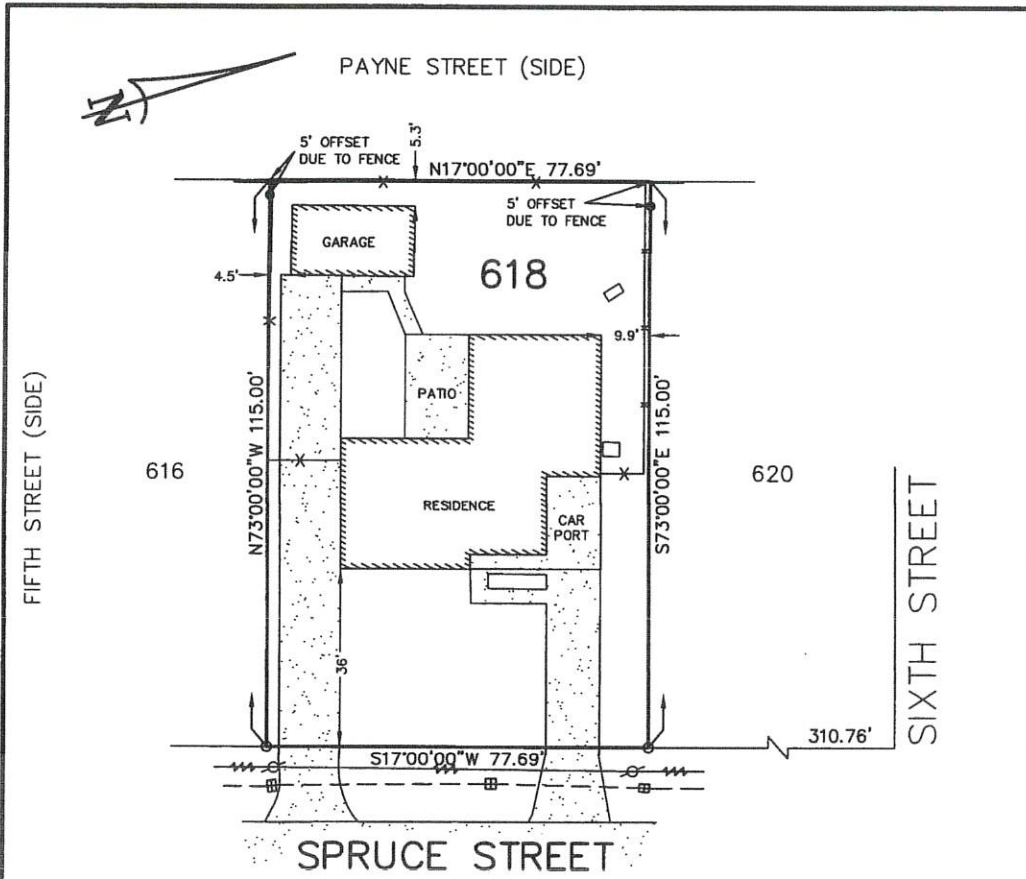 PAYNE STREET (SIDE)
N
5' OFFSET
DUE TO FENCE
5.3'
N17°00'00"E 77.69'
5' OFFSET
DUE TO FENCE
GARAGE
618
4.5'
9.9'
PATIO
FIFTH STREET (SIDE)
N73°00'00"W 115.00'
S73°00'00"E 115.00'
616
620
RESIDENCE
CAR
PORT
SIXTH STREET
36'
310.76'
S17°00'00"W 77.69'
SPRUCE STREET